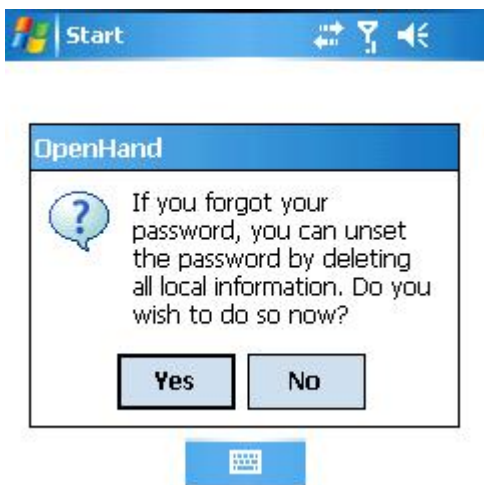 Start
OpenHand
If you forgot your
password, you can unset
the password by deleting
all local information. Do you
wish to do so now?
Yes No